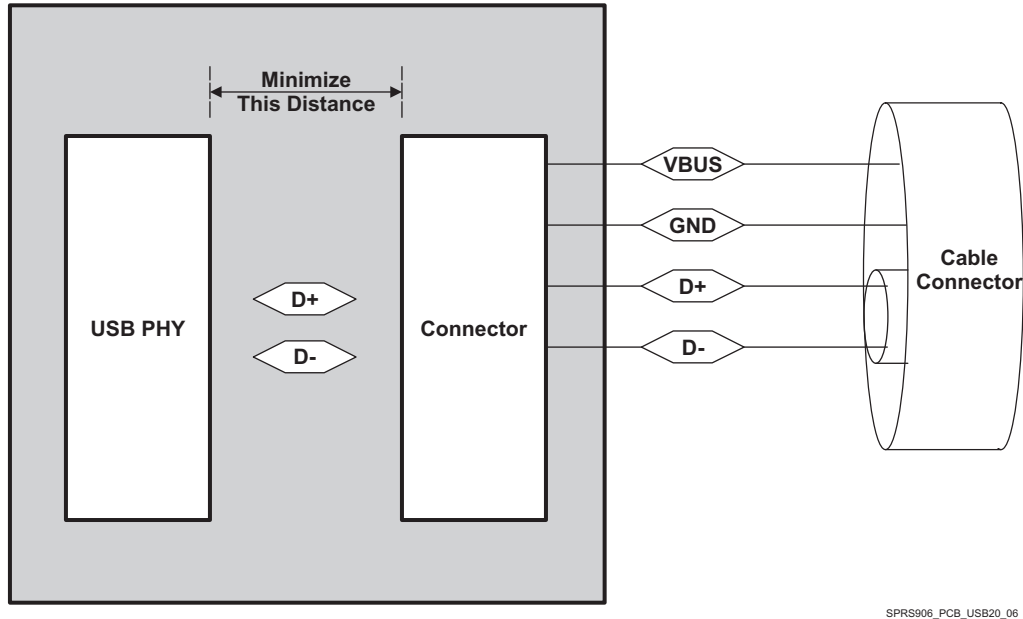 Minimize
This Distance
VBUS
GND
Cable
Connector
D+
D+
USB PHY
Connector
D-
D-
SPRS906_PCB_USB20_06